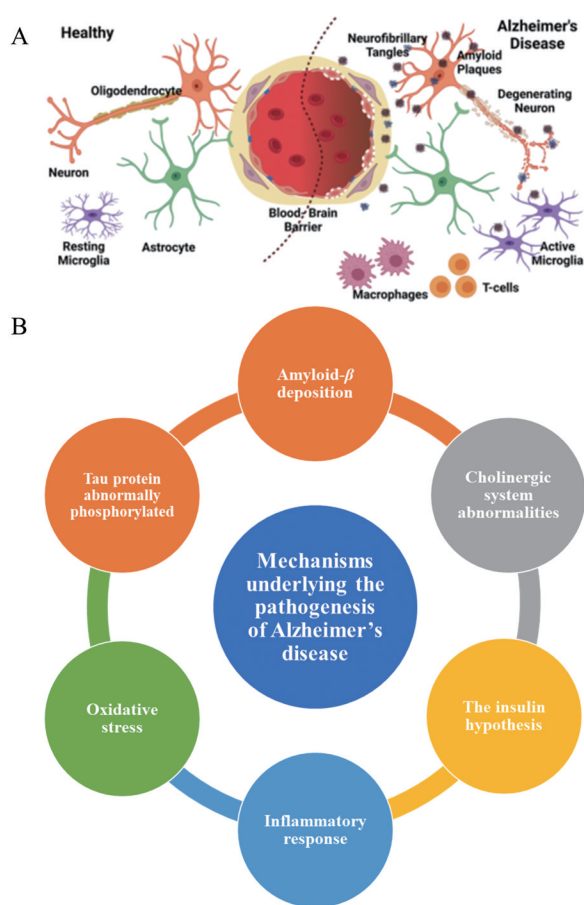 A
Healthy
Oligodendrocyte
Neuron
Resting
Microglia
Astrocyte
Blood, Brain
Barrier
Neurofibrillary
Tangles
Alzheimer's
Disease
Amyloid
Plaques
Degenerating
Neuron
Macrophages
T-cells
Active
Microglia
B
Amyloid-β
deposition
Cholinergic
system
abnormalities
The insulin
hypothesis
Inflammatory
response
Oxidative
stress
Tau protein
abnormally
phosphorylated
Mechanisms
underlying the
pathogenesis
of Alzheimer's
disease